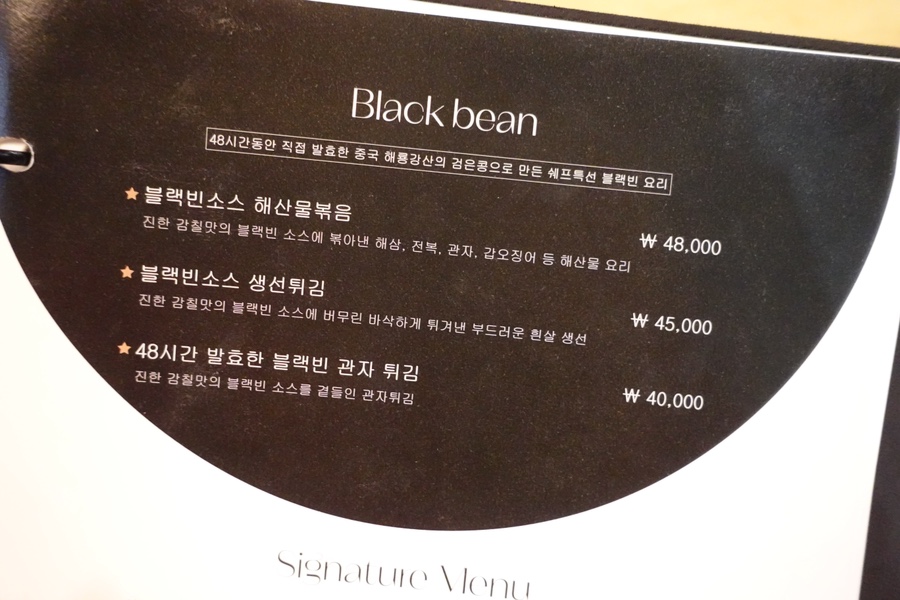 Black bean
48시간동안 직접 발효한 중국 해룡강산의 검은콩으로 만든 쉐프특선 블랙빈 요리
블랙빈소스 해산물볶음
₩ 48,000
진한 감칠맛의 블랙빈 소스에 볶아낸 해삼, 전복, 관자, 갑오징어 등 해산물 요리
블랙빈소스 생선튀김
₩ 45,000
진한 감칠맛의 블랙빈 소스에 버무린 바삭하게 튀겨낸 부드러운 흰살 생선
48시간 발효한 블랙빈 관자 튀김
₩ 40,000
진한 감칠맛의 블랙빈 소스를 곁들인 관자튀김
Signature Menu